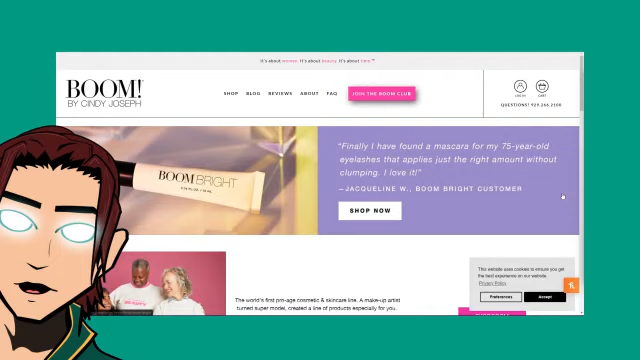 It's about women. It's about beauty. It's about time.™
BOOM!
BY CINDY JOSEPH
SHOP BLOG REVIEWS ABOUT FAQ JOIN THE BOOM CLUB
LOG IN CART
QUESTIONS? 929.266.2100
"Finally I have found a mascara for my 75-year-old
eyelashes that applies just the right amount without
clumping. I love it!"
—JACQUELINE W., BOOM BRIGHT CUSTOMER
SHOP NOW
BOOM BRIGHT
The world's first pro-age cosmetic & skincare line. A make-up artist
turned super model, created a line of products especially for you.
This website uses cookies to ensure you get
the best experience on our website.
Privacy Policy
Preferences Accept